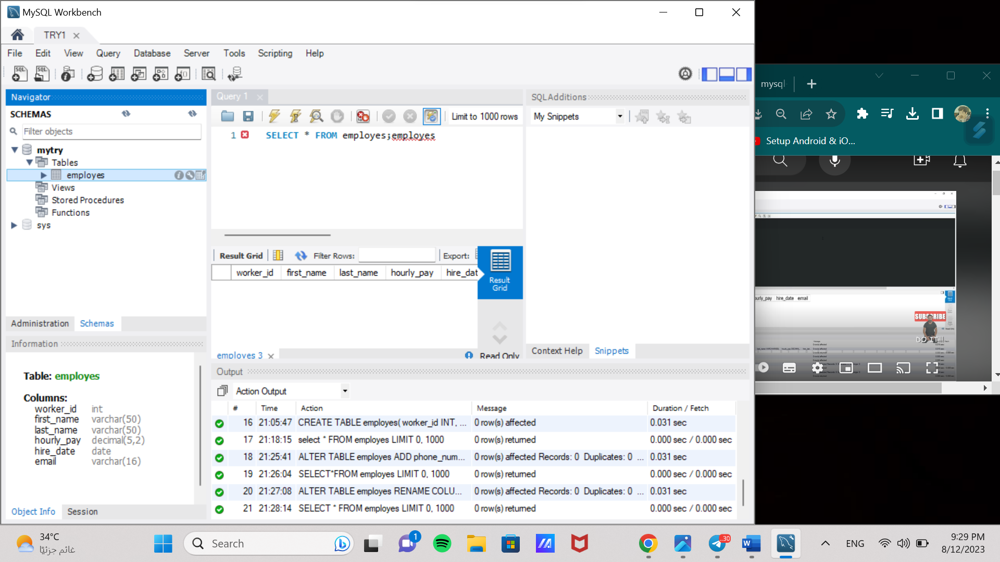 MySQL Workbench
TRY1
File Edit View Query Database Server Tools Scripting Help
Navigator
SCHEMAS
Filter objects
mytry
Tables
employes
Views
Stored Procedures
Functions
sys
Administration Schemas
Information
Table: employes
Columns:
worker_id int
first_name varchar(50)
last_name varchar(50)
hourly_pay decimal(5,2)
hire_date date
email varchar(16)
Object Info Session
Query 1
Limit to 1000 rows
1 SELECT * FROM employes;employes
Result Grid Filter Rows: Export:
worker_id first_name last_name hourly_pay hire_dat
Result
Grid
employes 3 Read Only
SQLAdditions
My Snippets
Context Help Snippets
Output
Action Output
# Time Action Message Duration / Fetch
16 21:05:47 CREATE TABLE employes( worker_id INT, ... 0 row(s) affected 0.031 sec
17 21:18:15 select * FROM employes LIMIT 0, 1000 0 row(s) returned 0.000 sec / 0.000 sec
18 21:25:41 ALTER TABLE employes ADD phone_num... 0 row(s) affected Records: 0 Duplicates: 0 ... 0.031 sec
19 21:26:04 SELECT*FROM employes LIMIT 0, 1000 0 row(s) returned 0.000 sec / 0.000 sec
20 21:27:08 ALTER TABLE employes RENAME COLU... 0 row(s) affected Records: 0 Duplicates: 0 ... 0.031 sec
21 21:28:14 SELECT * FROM employes LIMIT 0, 1000 0 row(s) returned 0.000 sec / 0.000 sec
mysql
Setup Android & iO...
hire_date email
SUBSCRIBE
DO IT!!!
34°C
غائم جزئيًا
Search
1
30
ENG
9:29 PM
8/12/2023